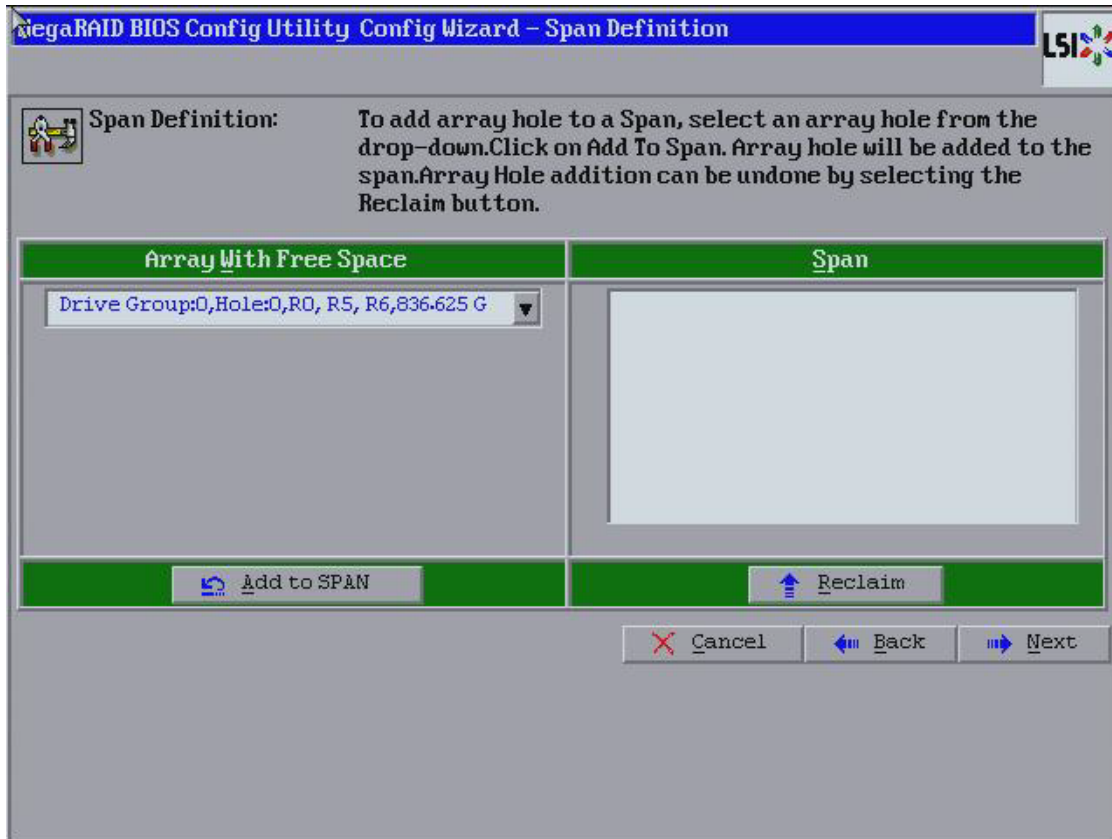 MegaRAID BIOS Config Utility Config Wizard – Span Definition
LSI
Span Definition:
To add array hole to a Span, select an array hole from the
drop-down.Click on Add To Span. Array hole will be added to the
span.Array Hole addition can be undone by selecting the
Reclaim button.
Array With Free Space
Span
Drive Group:0,Hole:0,R0, R5, R6,836.625 G
Add to SPAN
Reclaim
Cancel
Back
Next